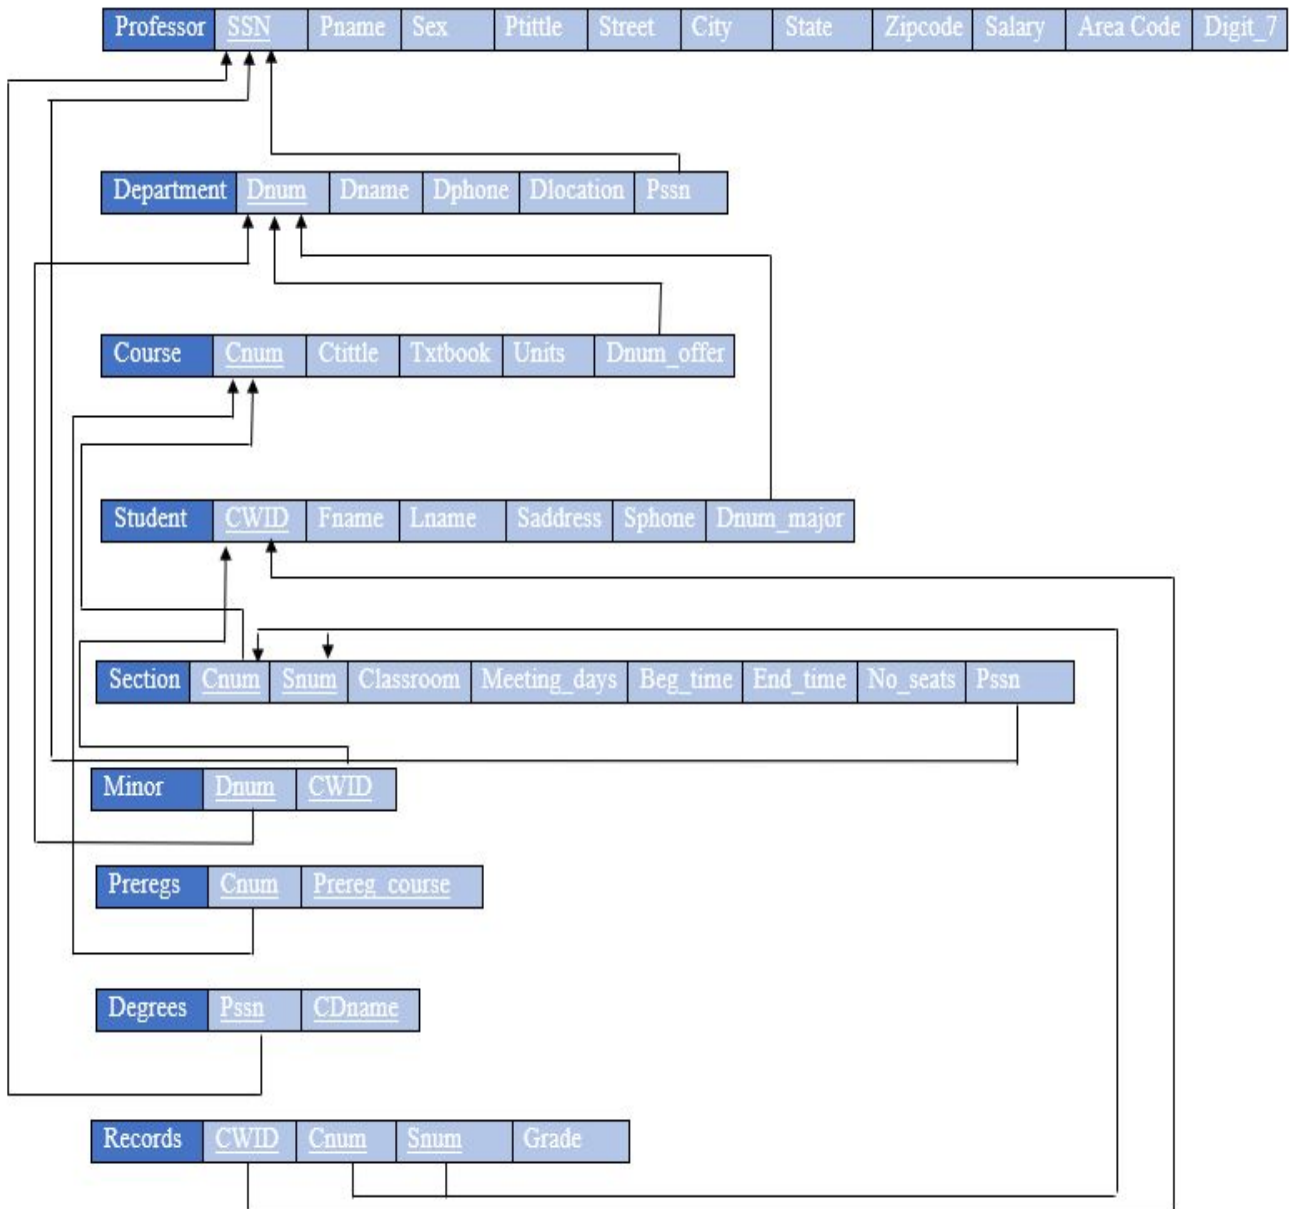 Professor SSN Pname Sex Ptittle Street City State Zipcode Salary Area Code Digit_7
Department Dnum Dname Dphone Dlocation Pssn
Course Cnum Ctittle Txtbook Units Dnum_offer
Student CWID Fname Lname Saddress Sphone Dnum_major
Section Cnum Snum Classroom Meeting_days Beg_time End_time No_seats Pssn
Minor Dnum CWID
Preregs Cnum Prereg_course
Degrees Pssn CDname
Records CWID Cnum Snum Grade